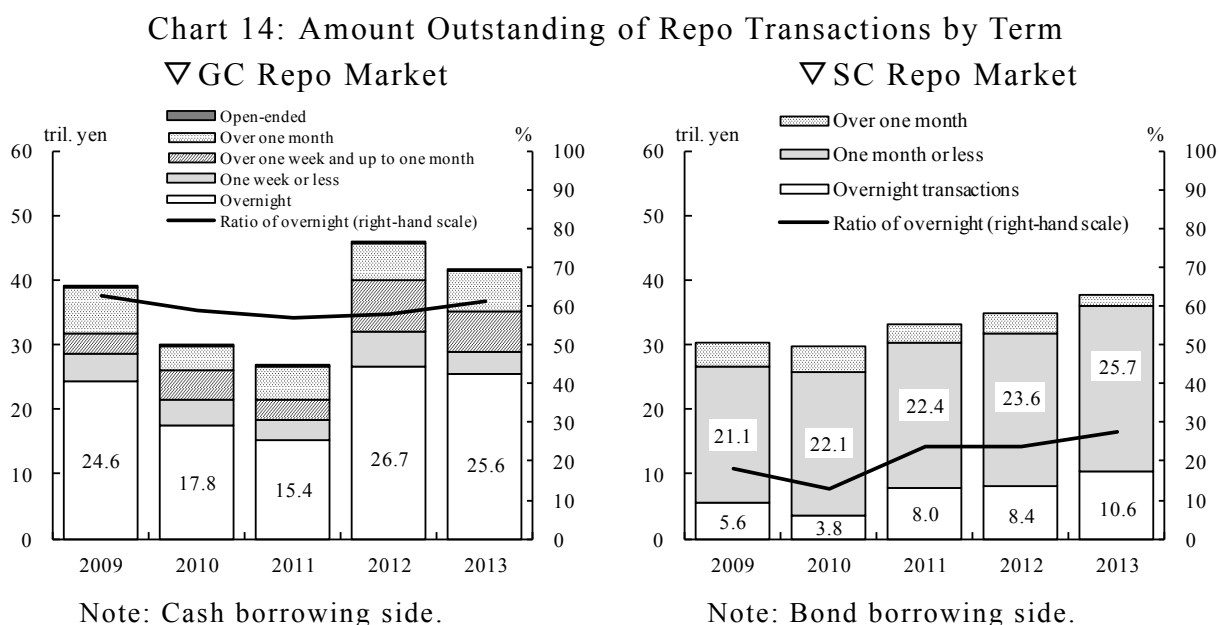 Chart 14: Amount Outstanding of Repo Transactions by Term
▽ GC Repo Market
Open-ended
Over one month
Over one week and up to one month
One week or less
Overnight
Ratio of overnight (right-hand scale)
tril. yen
%
60
50
40
30
20
10
0
100
90
80
70
60
50
40
30
20
10
0
24.6
17.8
15.4
26.7
25.6
2009 2010 2011 2012 2013
Note: Cash borrowing side.
▽ SC Repo Market
Over one month
One month or less
Overnight transactions
Ratio of overnight (right-hand scale)
tril. yen
%
60
50
40
30
20
10
0
100
90
80
70
60
50
40
30
20
10
0
21.1
22.1
22.4
23.6
25.7
5.6
3.8
8.0
8.4
10.6
2009 2010 2011 2012 2013
Note: Bond borrowing side.